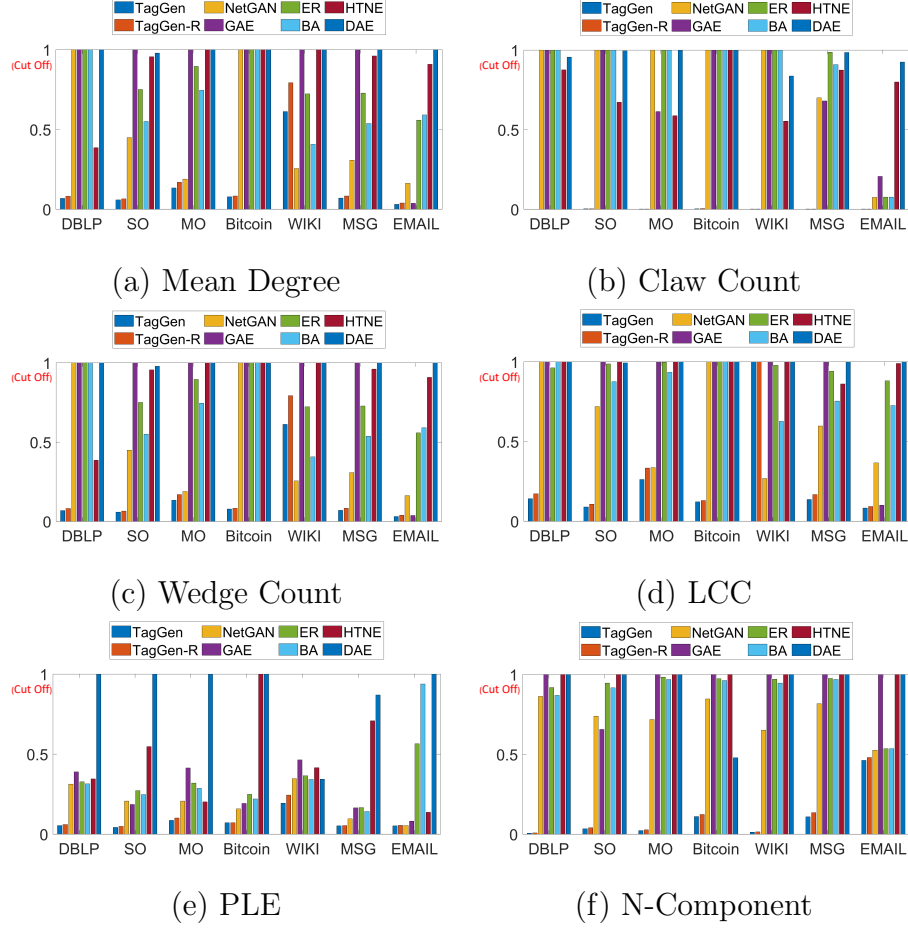 TagGen NetGAN ER HTNE
TagGen-R GAE BA DAE
1
(Cut Off)
0.5
0
DBLP SO MO Bitcoin WIKI MSG EMAIL
(a) Mean Degree
TagGen NetGAN ER HTNE
TagGen-R GAE BA DAE
1
(Cut Off)
0.5
0
DBLP SO MO Bitcoin WIKI MSG EMAIL
(b) Claw Count
TagGen NetGAN ER HTNE
TagGen-R GAE BA DAE
1
(Cut Off)
0.5
0
DBLP SO MO Bitcoin WIKI MSG EMAIL
(c) Wedge Count
TagGen NetGAN ER HTNE
TagGen-R GAE BA DAE
1
(Cut Off)
0.5
0
DBLP SO MO Bitcoin WIKI MSG EMAIL
(d) LCC
TagGen NetGAN ER HTNE
TagGen-R GAE BA DAE
1
(Cut Off)
0.5
0
DBLP SO MO Bitcoin WIKI MSG EMAIL
(e) PLE
TagGen NetGAN ER HTNE
TagGen-R GAE BA DAE
1
(Cut Off)
0.5
0
DBLP SO MO Bitcoin WIKI MSG EMAIL
(f) N-Component